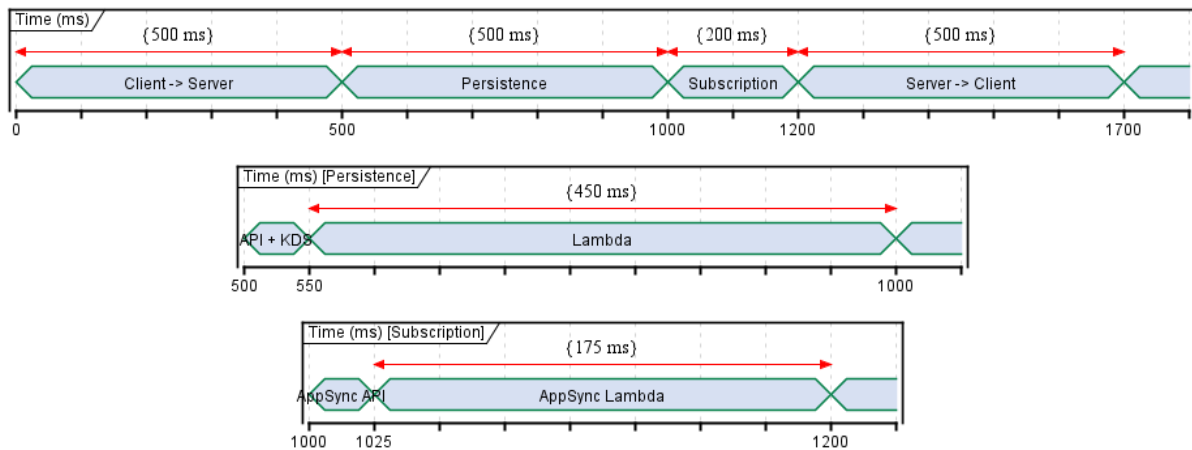 Time (ms)
{500 ms} {500 ms} {200 ms} {500 ms}
Client -> Server Persistence Subscription Server -> Client
0 500 1000 1200 1700
Time (ms) [Persistence]
{450 ms}
API + KDS Lambda
500 550 1000
Time (ms) [Subscription]
{175 ms}
AppSync API AppSync Lambda
1000 1025 1200